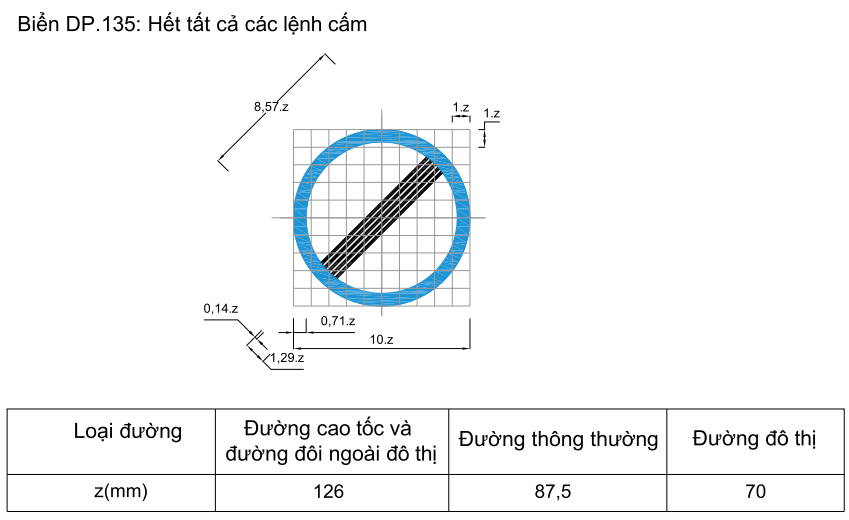 Biển DP.135: Hết tất cả các lệnh cấm
8,57.z
1.z
1.z
0,14.z
0,71.z
10.z
1,29.z
Loại đường
Đường cao tốc và
đường đôi ngoài đô thị
Đường thông thường
Đường đô thị
z(mm)
126
87,5
70